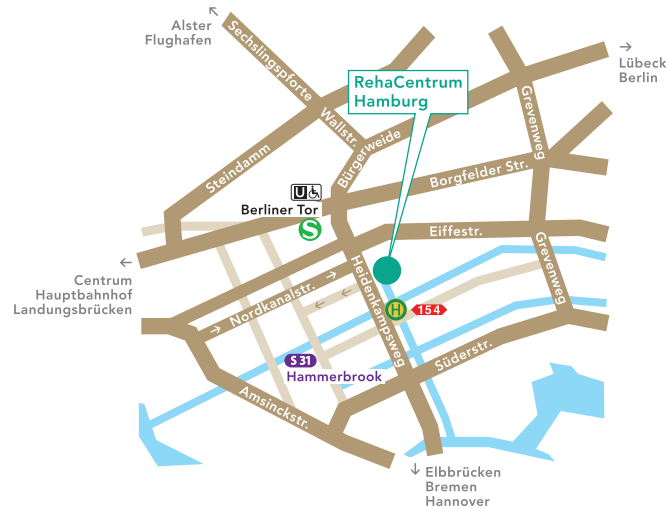 Alster
Flughafen
Sechslingspforte
Lübeck
Berlin
RehaCentrum
Hamburg
Wallstr.
Grevenweg
Bürgerweide
Steindamm
Borgfelder Str.
U
Berliner Tor
S
Eiffestr.
Centrum
Hauptbahnhof
Landungsbrücken
Heidenkampsweg
Grevenweg
Nordkanalstr.
H
154
S 31
Hammerbrook
Süderstr.
Amsinckstr.
Elbbrücken
Bremen
Hannover